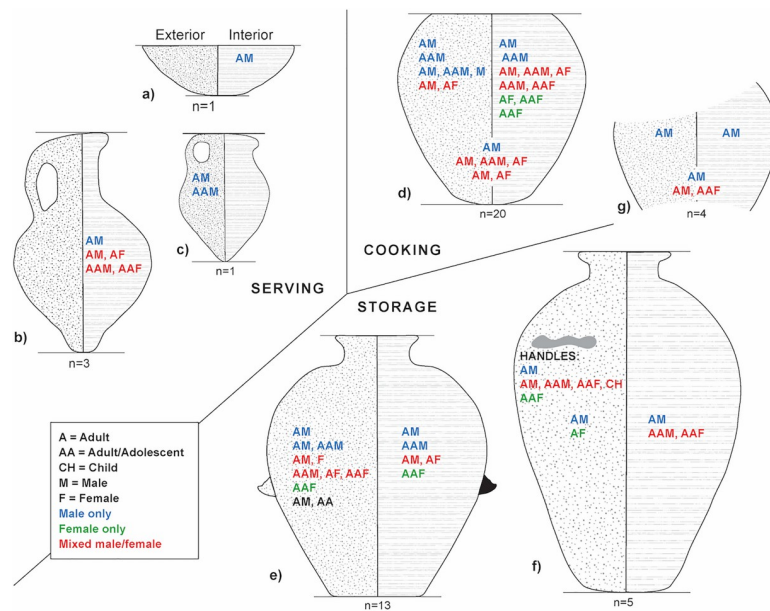 Exterior Interior
AM
a)
n=1
AM
AM, AF
AAM, AAF
b)
n=3
AM
AAM
c)
n=1
SERVING
AM
AAM
AM, AAM, M
AM, AF
AM
AAM
AM, AAM, AF
AAM, AAF
AF, AAF
AAF
AM
AM, AAM, AF
AM, AF
d)
n=20
COOKING
AM
AM
AM
AM, AAF
g)
n=4
STORAGE
AM
AM, AAM
AM, F
AAM, AF, AAF
AAF
AM, AA
AM
AAM
AM, AF
AAF
e)
n=13
HANDLES:
AM
AM, AAM, AAF, CH
AAF
AM
AF
AM
AAM, AAF
f)
n=5
A = Adult
AA = Adult/Adolescent
CH = Child
M = Male
F = Female
Male only
Female only
Mixed male/female